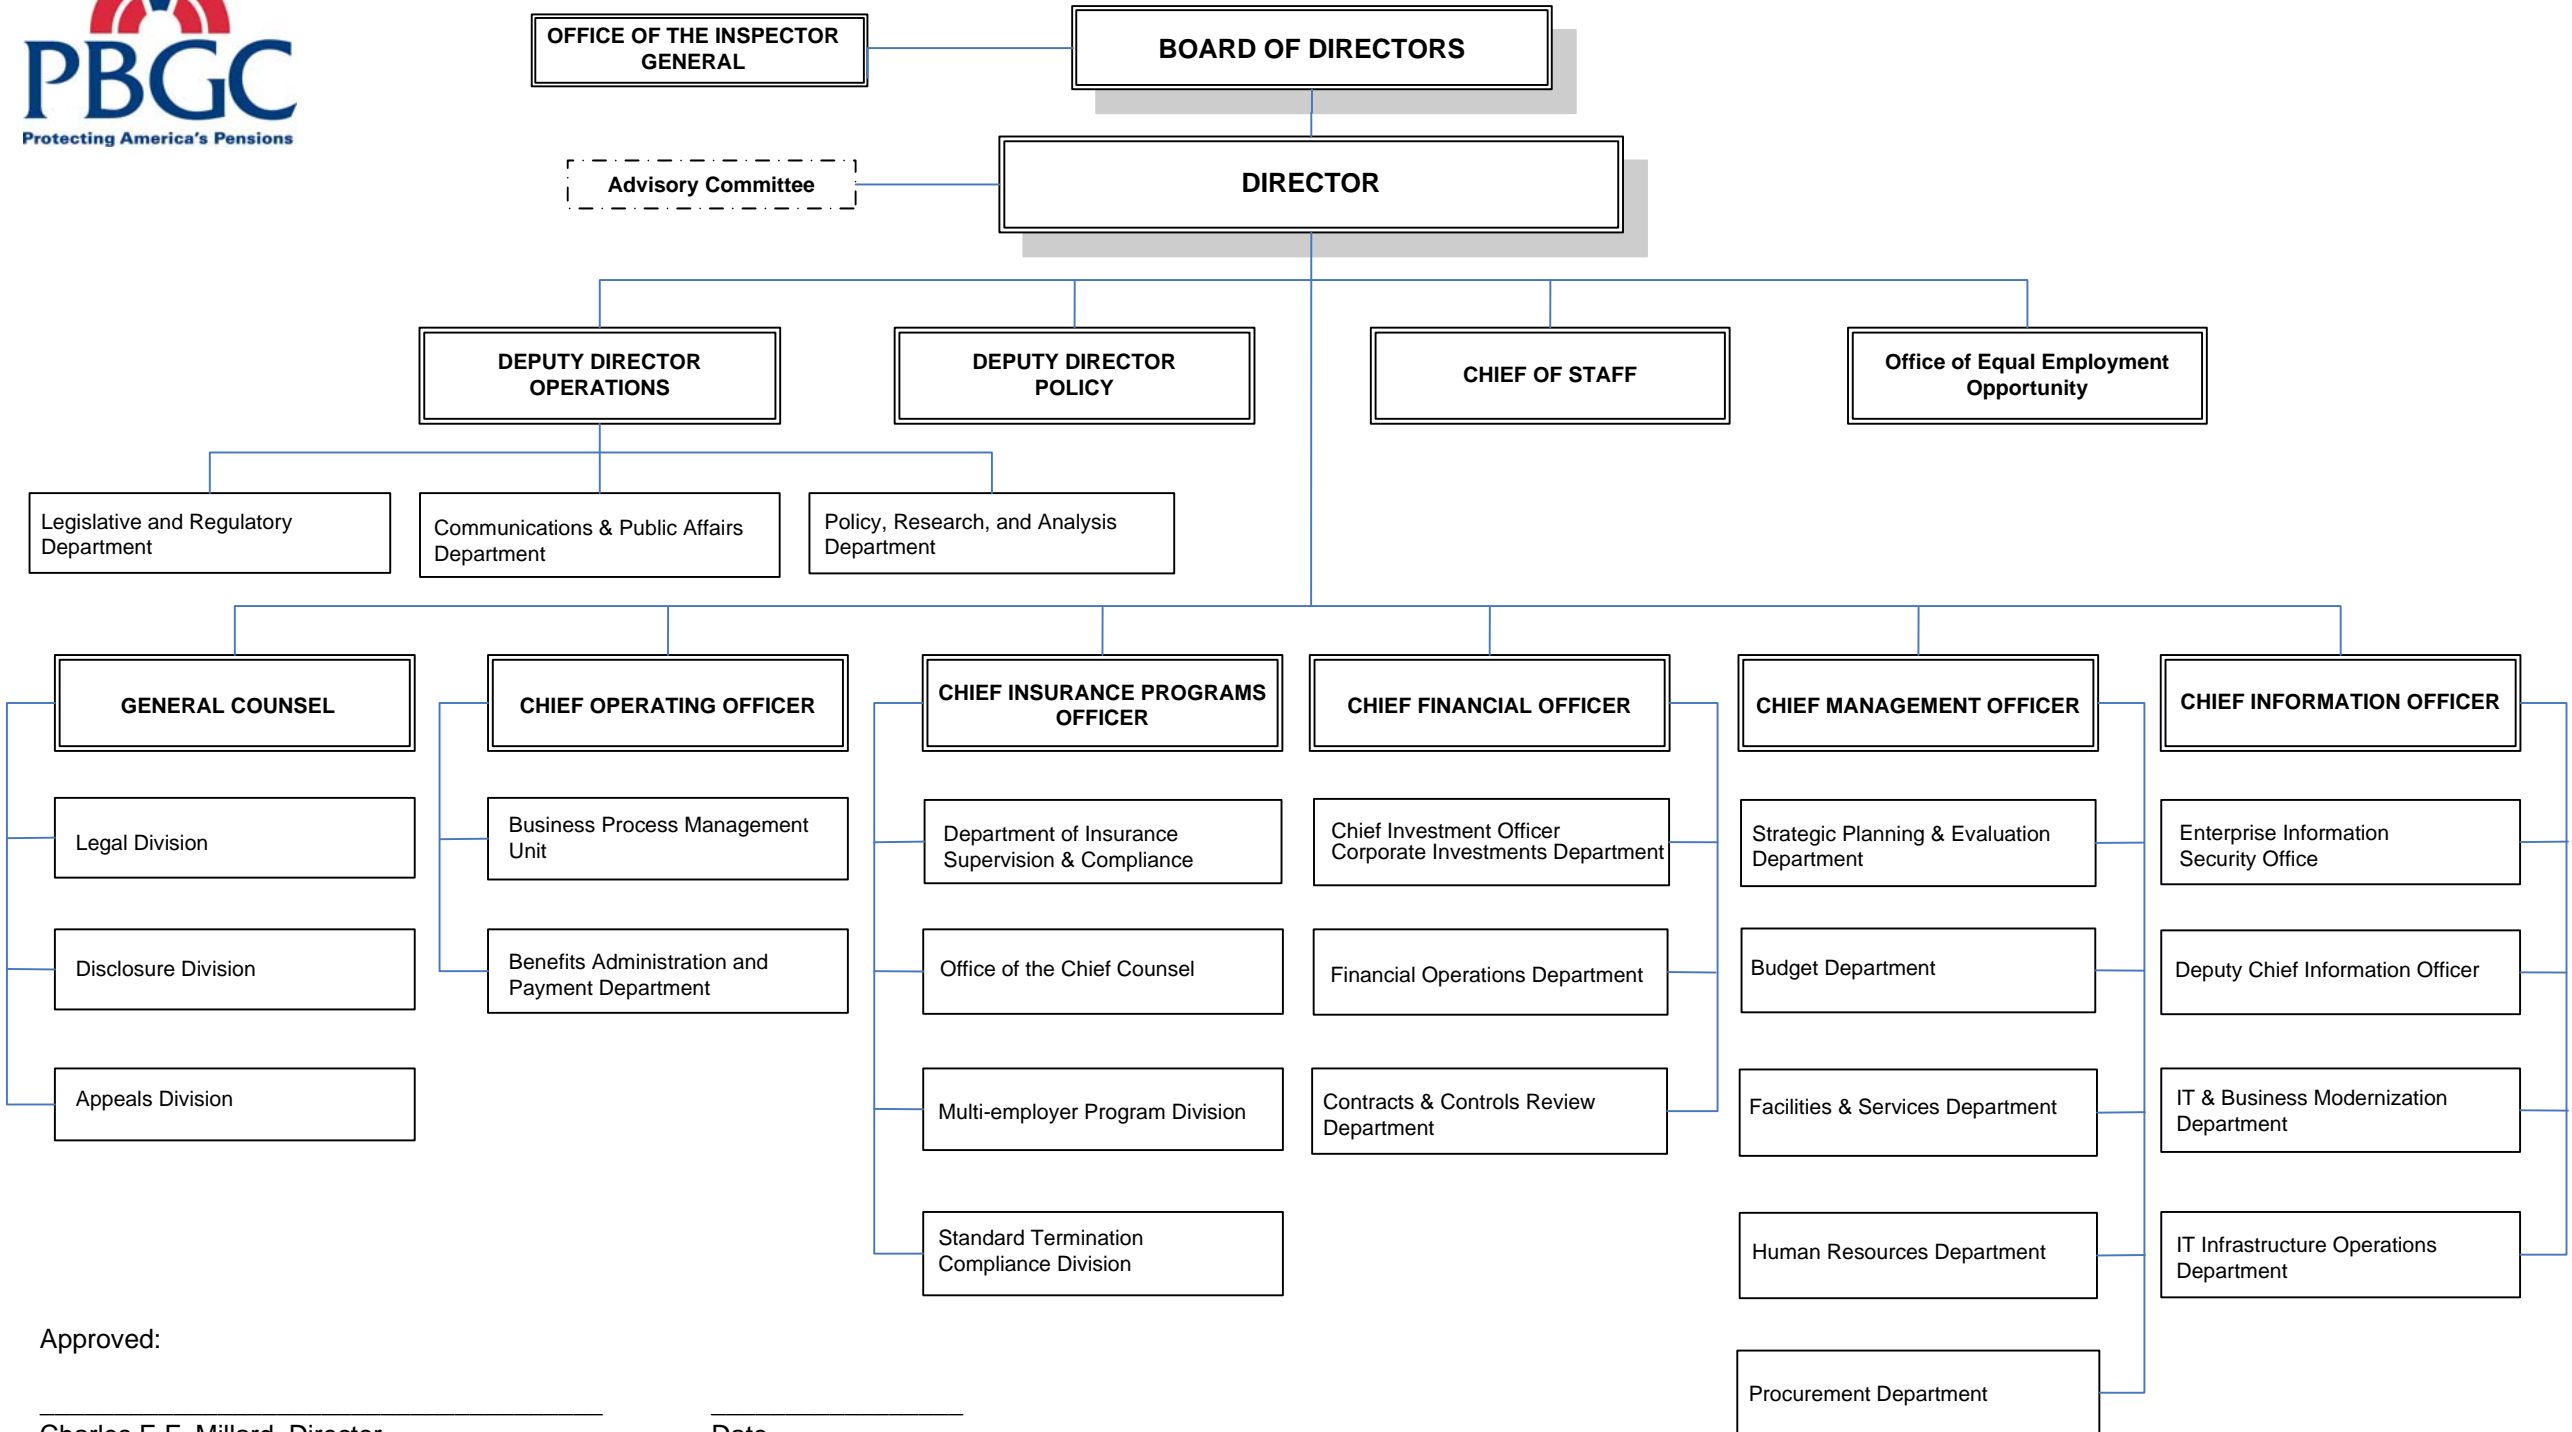 PBGC
Protecting America's Pensions
OFFICE OF THE INSPECTOR
GENERAL
BOARD OF DIRECTORS
Advisory Committee
DIRECTOR
DEPUTY DIRECTOR
OPERATIONS
DEPUTY DIRECTOR
POLICY
CHIEF OF STAFF
Office of Equal Employment
Opportunity
Legislative and Regulatory
Department
Communications & Public Affairs
Department
Policy, Research, and Analysis
Department
GENERAL COUNSEL
Legal Division
Disclosure Division
Appeals Division
CHIEF OPERATING OFFICER
Business Process Management
Unit
Benefits Administration and
Payment Department
CHIEF INSURANCE PROGRAMS
OFFICER
Department of Insurance
Supervision & Compliance
Office of the Chief Counsel
Multi-employer Program Division
Standard Termination
Compliance Division
CHIEF FINANCIAL OFFICER
Chief Investment Officer
Corporate Investments Department
Financial Operations Department
Contracts & Controls Review
Department
CHIEF MANAGEMENT OFFICER
Strategic Planning & Evaluation
Department
Budget Department
Facilities & Services Department
Human Resources Department
Procurement Department
CHIEF INFORMATION OFFICER
Enterprise Information
Security Office
Deputy Chief Information Officer
IT & Business Modernization
Department
IT Infrastructure Operations
Department
Approved:
Charles E.F. Millard, Director
Date